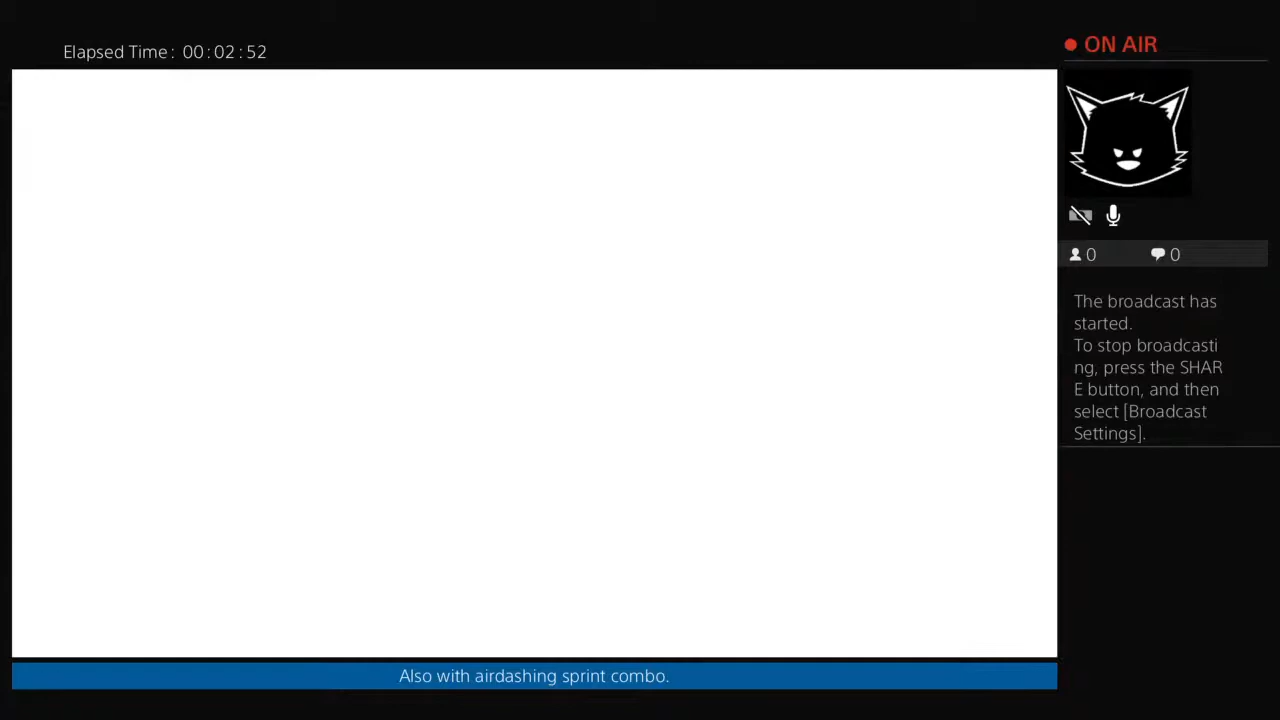 Elapsed Time: 00:02:52
ON AIR
0 0
The broadcast has
started.
To stop broadcasti
ng, press the SHAR
E button, and then
select [Broadcast
Settings].
Also with airdashing sprint combo.